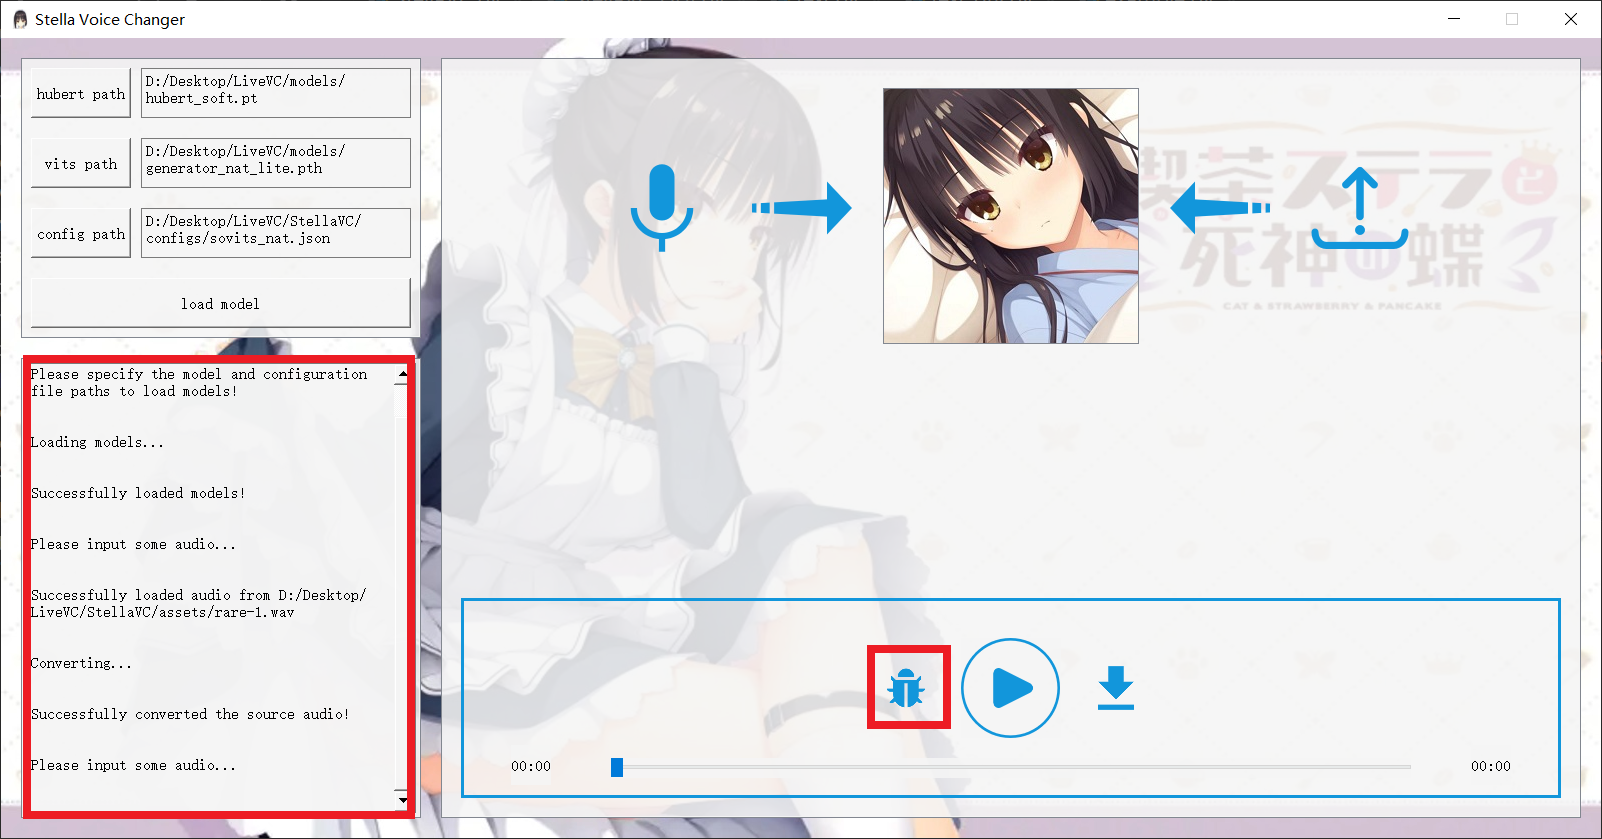 Stella Voice Changer
hubert path
D:/Desktop/LiveVC/models/
hubert_soft.pt
vits path
D:/Desktop/LiveVC/models/
generator_nat_lite.pth
config path
D:/Desktop/LiveVC/StellaVC/
configs/sovits_nat.json
load model
Please specify the model and configuration
file paths to load models!
Loading models...
Successfully loaded models!
Please input some audio...
Successfully loaded audio from D:/Desktop/
LiveVC/StellaVC/assets/rare-1.wav
Converting...
Successfully converted the source audio!
Please input some audio...
喫茶ステラと
死神の蝶
CAT & STRAWBERRY & PANCAKE
00:00
00:00